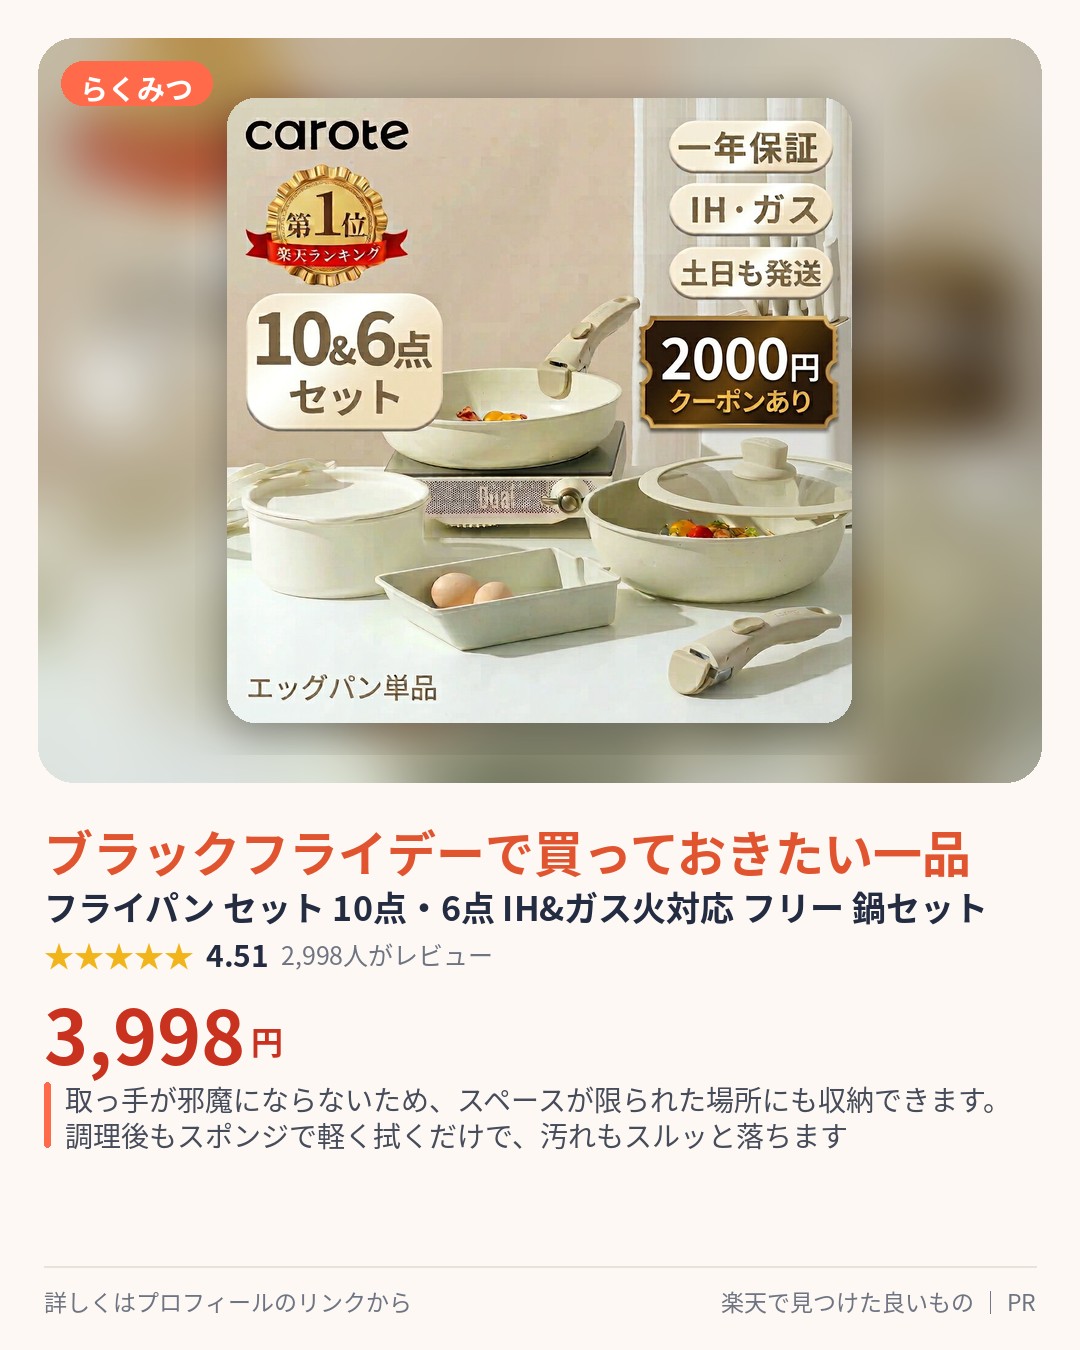 らくみつ
carote
第1位
楽天ランキング
10&6点
セット
一年保証
IH・ガス
土日も発送
2000円
クーポンあり
Dual
エッグパン単品
ブラックフライデーで買っておきたい一品
フライパン セット 10点・6点 IH&ガス火対応 フリー 鍋セット
★★★★★ 4.51 2,998人がレビュー
3,998円
取っ手が邪魔にならないため、スペースが限られた場所にも収納できます。
調理後もスポンジで軽く拭くだけで、汚れもスルッと落ちます
詳しくはプロフィールのリンクから
楽天で見つけた良いもの｜PR